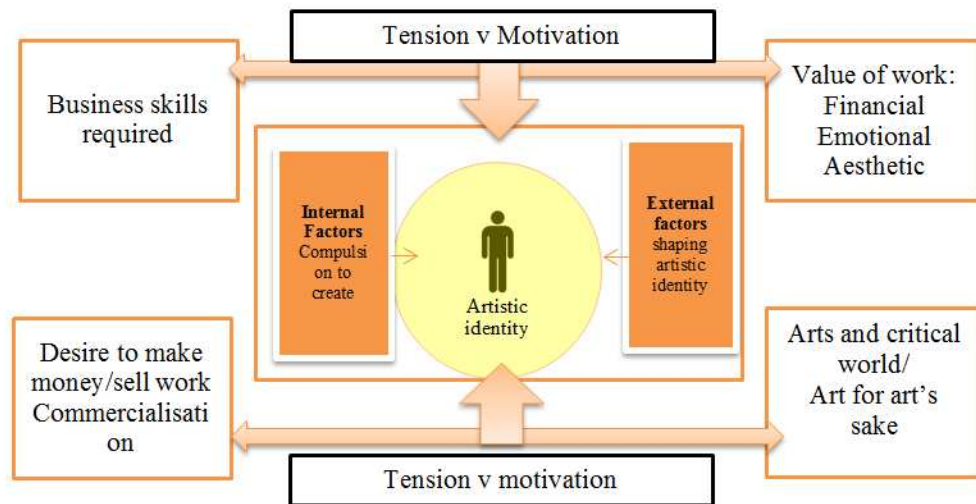 Tension v Motivation
Business skills
required
Value of work:
Financial
Emotional
Aesthetic
Internal
Factors
Compulsi
on to
create
Artistic
identity
External
factors
shaping
artistic
identity
Desire to make
money/sell work
Commercialisati
on
Arts and critical
world/
Art for art's
sake
Tension v motivation